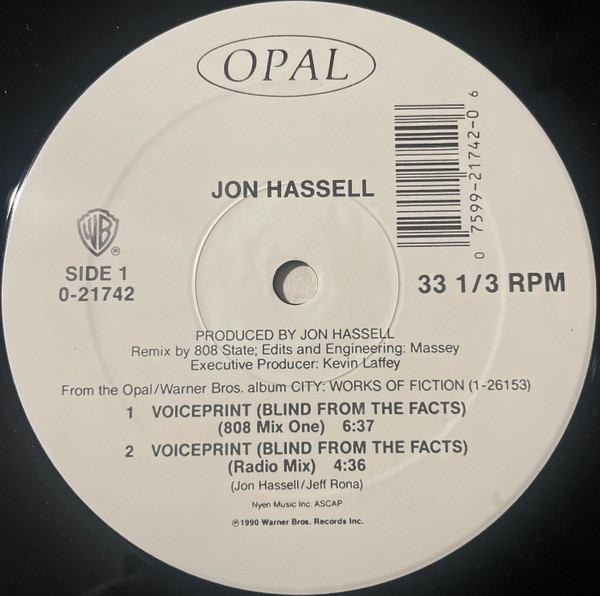 OPAL
JON HASSELL
0 7599-21742-0 6
WB
®
SIDE 1
0-21742
33 1/3 RPM
PRODUCED BY JON HASSELL
Remix by 808 State; Edits and Engineering: Massey
Executive Producer: Kevin Laffey
From the Opal/Warner Bros. album CITY: WORKS OF FICTION (1-26153)
1 VOICEPRINT (BLIND FROM THE FACTS)
(808 Mix One) 6:37
2 VOICEPRINT (BLIND FROM THE FACTS)
(Radio Mix) 4:36
(Jon Hassell/Jeff Rona)
Nyen Music Inc. ASCAP
℗ 1990 Warner Bros. Records Inc.